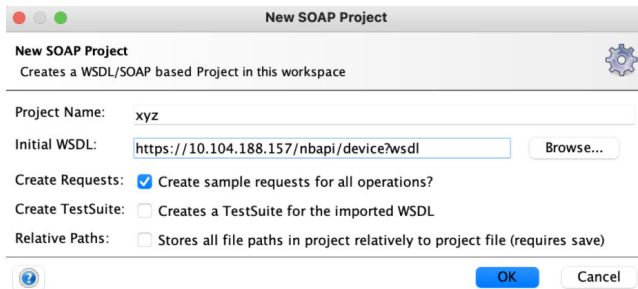 New SOAP Project
New SOAP Project
Creates a WSDL/SOAP based Project in this workspace
Project Name: xyz
Initial WSDL: https://10.104.188.157/nbapi/device?wsdl Browse...
Create Requests: Create sample requests for all operations?
Create TestSuite: Creates a TestSuite for the imported WSDL
Relative Paths: Stores all file paths in project relatively to project file (requires save)
? OK Cancel